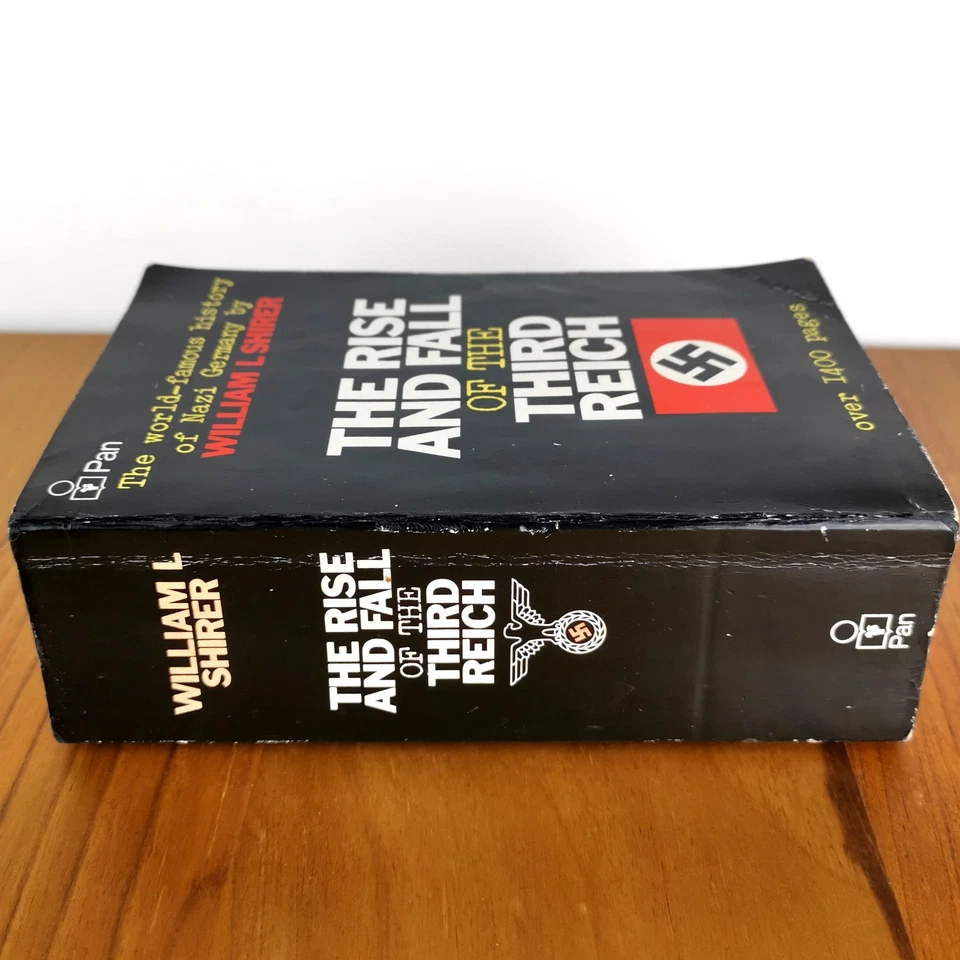 Pan
The world-famous history
of Nazi Germany by
WILLIAM L SHIRER
THE RISE
AND FALL
OF THE
THIRD
REICH
over 1400 pages
WILLIAM L
SHIRER
THE RISE
AND FALL
OF THE
THIRD
REICH
Pan